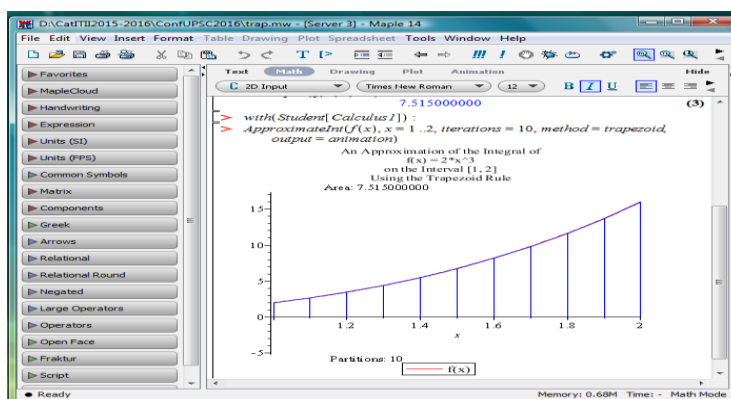 D:\CatITII2015-2016\ConfUPSC2016\trap.mw - [Server 3] - Maple 14
File Edit View Insert Format Table Drawing Plot Spreadsheet Tools Window Help
Favorites
MapleCloud
Handwriting
Expression
Units (SI)
Units (FPS)
Common Symbols
Matrix
Components
Greek
Arrows
Relational
Relational Round
Negated
Large Operators
Operators
Open Face
Fraktur
Script
Text Math Drawing Plot Animation Hide
C 2D Input Times New Roman 12 B I U
7.515000000 (3)
> with(Student[Calculus1]) :
> ApproximateInt(f(x), x = 1 ..2, iterations = 10, method = trapezoid,
output = animation)
An Approximation of the Integral of
f(x) = 2*x^3
on the Interval [1, 2]
Using the Trapezoid Rule
Area: 7.515000000
15
10
5
-5
1.2 1.4 1.6 1.8 2
x
Partitions: 10
f(x)
Ready Memory: 0.68M Time: - Math Mode